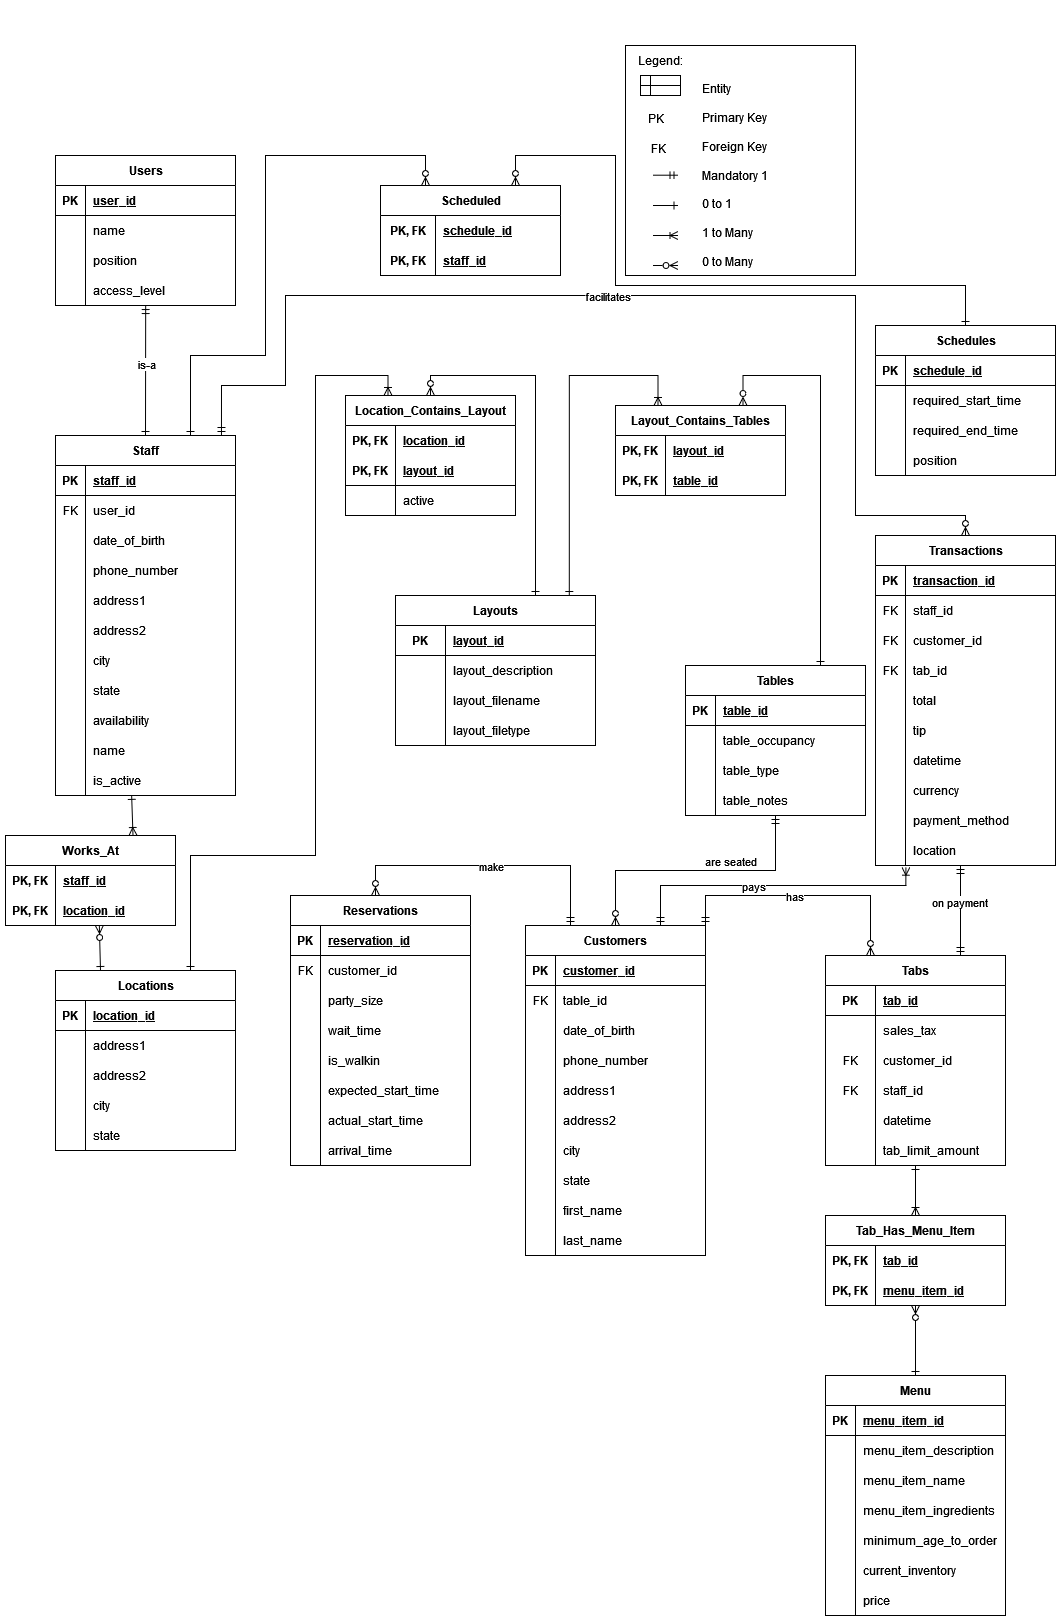 Legend:
Entity
PK Primary Key
FK Foreign Key
Mandatory 1
0 to 1
1 to Many
0 to Many
Users
PK user_id
name
position
access_level
Scheduled
PK, FK schedule_id
PK, FK staff_id
facilitates
is-a
Schedules
PK schedule_id
required_start_time
required_end_time
position
Staff
PK staff_id
FK user_id
date_of_birth
phone_number
address1
address2
city
state
availability
name
is_active
Location_Contains_Layout
PK, FK location_id
PK, FK layout_id
active
Layout_Contains_Tables
PK, FK layout_id
PK, FK table_id
Layouts
PK layout_id
layout_description
layout_filename
layout_filetype
Transactions
PK transaction_id
FK staff_id
FK customer_id
FK tab_id
total
tip
datetime
currency
payment_method
location
Tables
PK table_id
table_occupancy
table_type
table_notes
Works_At
PK, FK staff_id
PK, FK location_id
make
are seated
pays
has
on payment
Locations
PK location_id
address1
address2
city
state
Reservations
PK reservation_id
FK customer_id
party_size
wait_time
is_walkin
expected_start_time
actual_start_time
arrival_time
Customers
PK customer_id
FK table_id
date_of_birth
phone_number
address1
address2
city
state
first_name
last_name
Tabs
PK tab_id
sales_tax
FK customer_id
FK staff_id
datetime
tab_limit_amount
Tab_Has_Menu_Item
PK, FK tab_id
PK, FK menu_item_id
Menu
PK menu_item_id
menu_item_description
menu_item_name
menu_item_ingredients
minimum_age_to_order
current_inventory
price